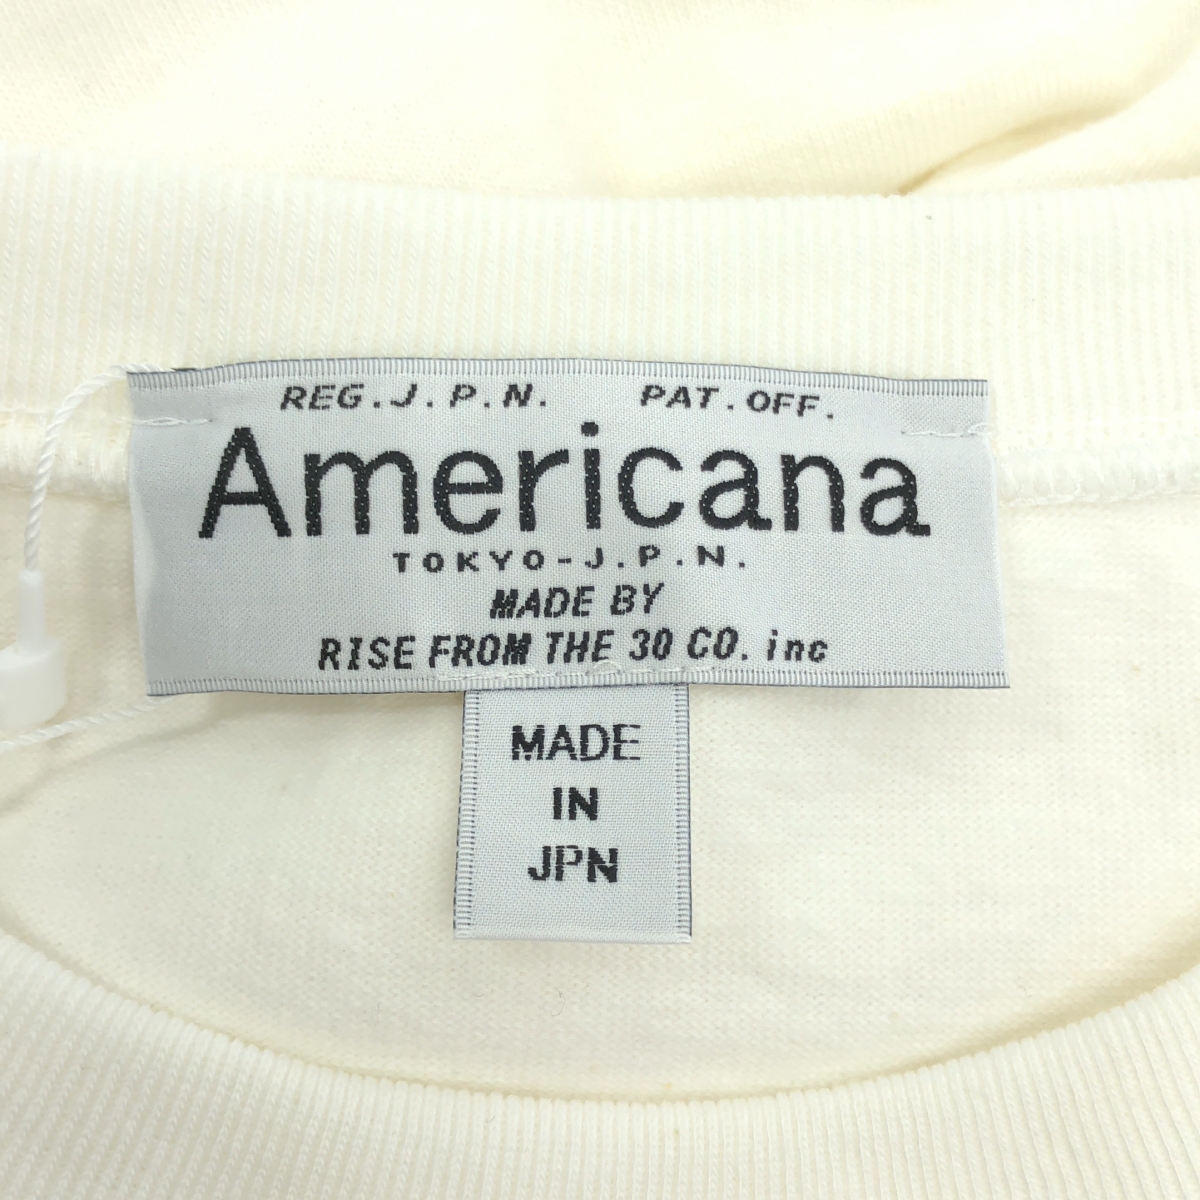 REG.J.P.N. PAT.OFF.
Americana
TOKYO-J.P.N.
MADE BY
RISE FROM THE 30 CO. inc
MADE
IN
JPN